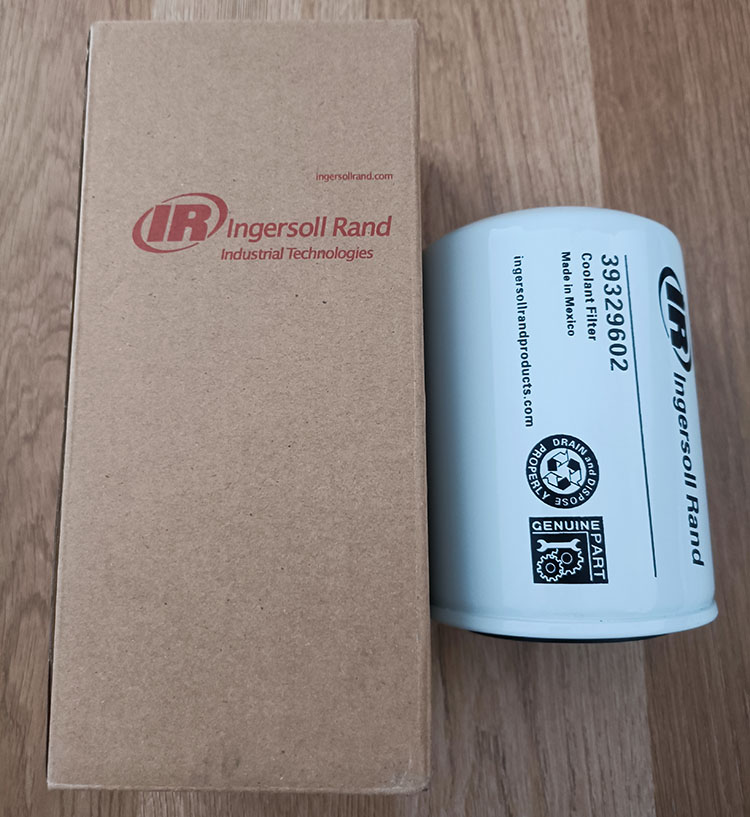 ingersollrand.com
IR Ingersoll Rand
Industrial Technologies
IR Ingersoll Rand
39329602
Coolant Filter
Made in Mexico
ingersollrandproducts.com
DRAIN and DISPOSE PROPERLY
GENUINE PART